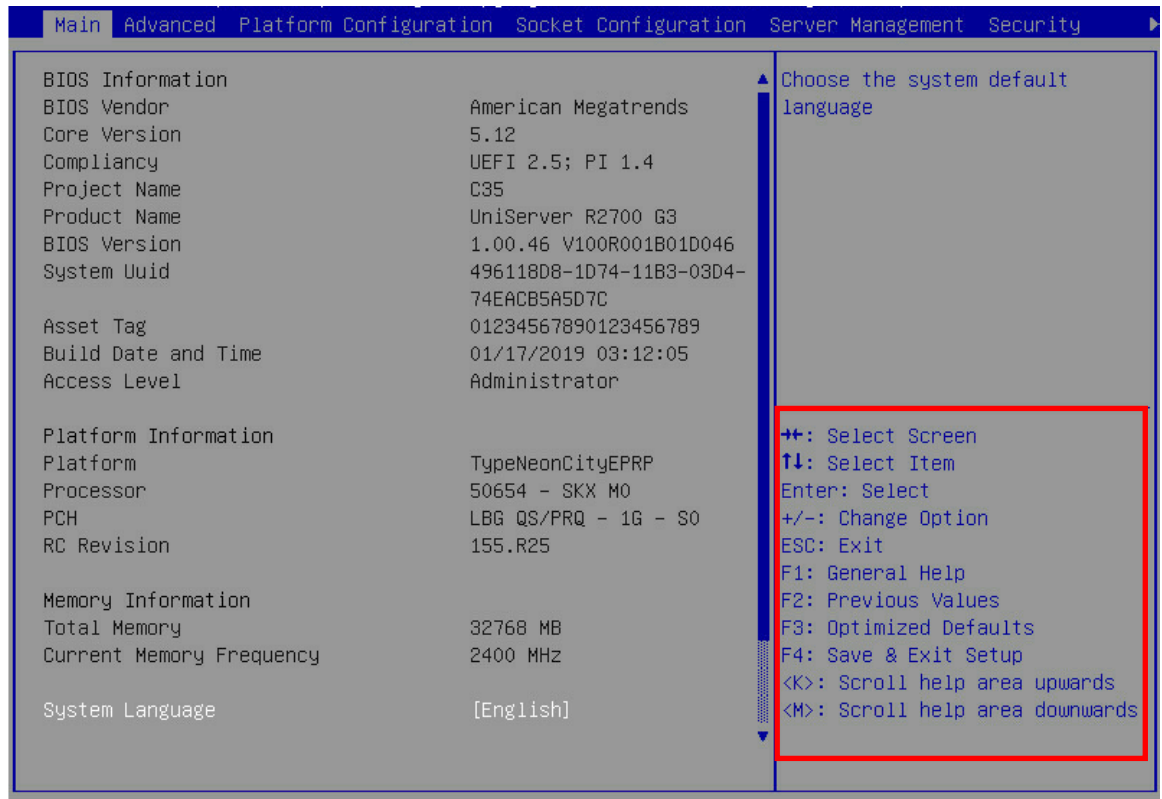 Main Advanced Platform Configuration Socket Configuration Server Management Security
BIOS Information
BIOS Vendor American Megatrends
Core Version 5.12
Compliancy UEFI 2.5; PI 1.4
Project Name C35
Product Name UniServer R2700 G3
BIOS Version 1.00.46 V100R001B01D046
System Uuid 496118D8-1D74-11B3-03D4-
74EACB5A5D7C
Asset Tag 01234567890123456789
Build Date and Time 01/17/2019 03:12:05
Access Level Administrator
Platform Information
Platform TypeNeonCityEPRP
Processor 50654 - SKX M0
PCH LBG QS/PRQ - 1G - S0
RC Revision 155.R25
Memory Information
Total Memory 32768 MB
Current Memory Frequency 2400 MHz
System Language [English]
Choose the system default
language
→←: Select Screen
↑↓: Select Item
Enter: Select
+/-: Change Option
ESC: Exit
F1: General Help
F2: Previous Values
F3: Optimized Defaults
F4: Save & Exit Setup
<K>: Scroll help area upwards
<M>: Scroll help area downwards